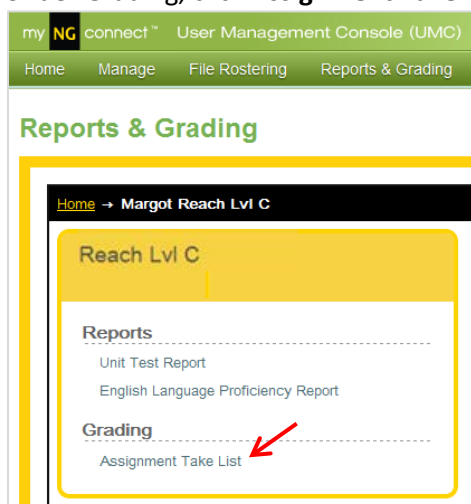 my NG connect™ User Management Console (UMC)
Home Manage File Rostering Reports & Grading
Reports & Grading
Home → Margot Reach Lvl C
Reach Lvl C
Reports
Unit Test Report
English Language Proficiency Report
Grading
Assignment Take List